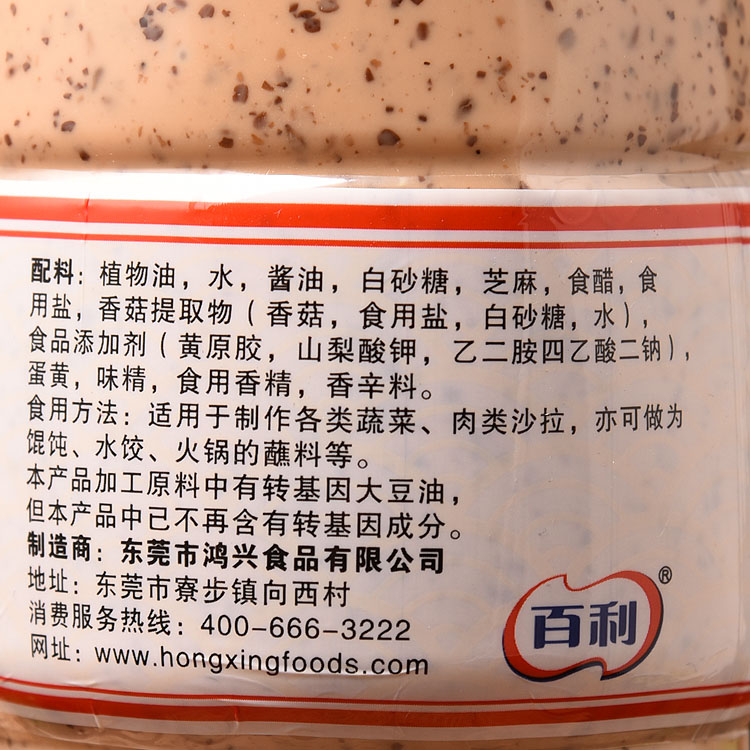 配料：植物油，水，酱油，白砂糖，芝麻，食醋，食
用盐，香菇提取物（香菇，食用盐，白砂糖，水），
食品添加剂（黄原胶，山梨酸钾，乙二胺四乙酸二钠），
蛋黄，味精，食用香精，香辛料。
食用方法：适用于制作各类蔬菜、肉类沙拉，亦可做为
馄饨、水饺、火锅的蘸料等。
本产品加工原料中有转基因大豆油，
但本产品中已不再含有转基因成分。
制造商：东莞市鸿兴食品有限公司
地址：东莞市寮步镇向西村
消费服务热线：400-666-3222
网址：www.hongxingfoods.com
百利®